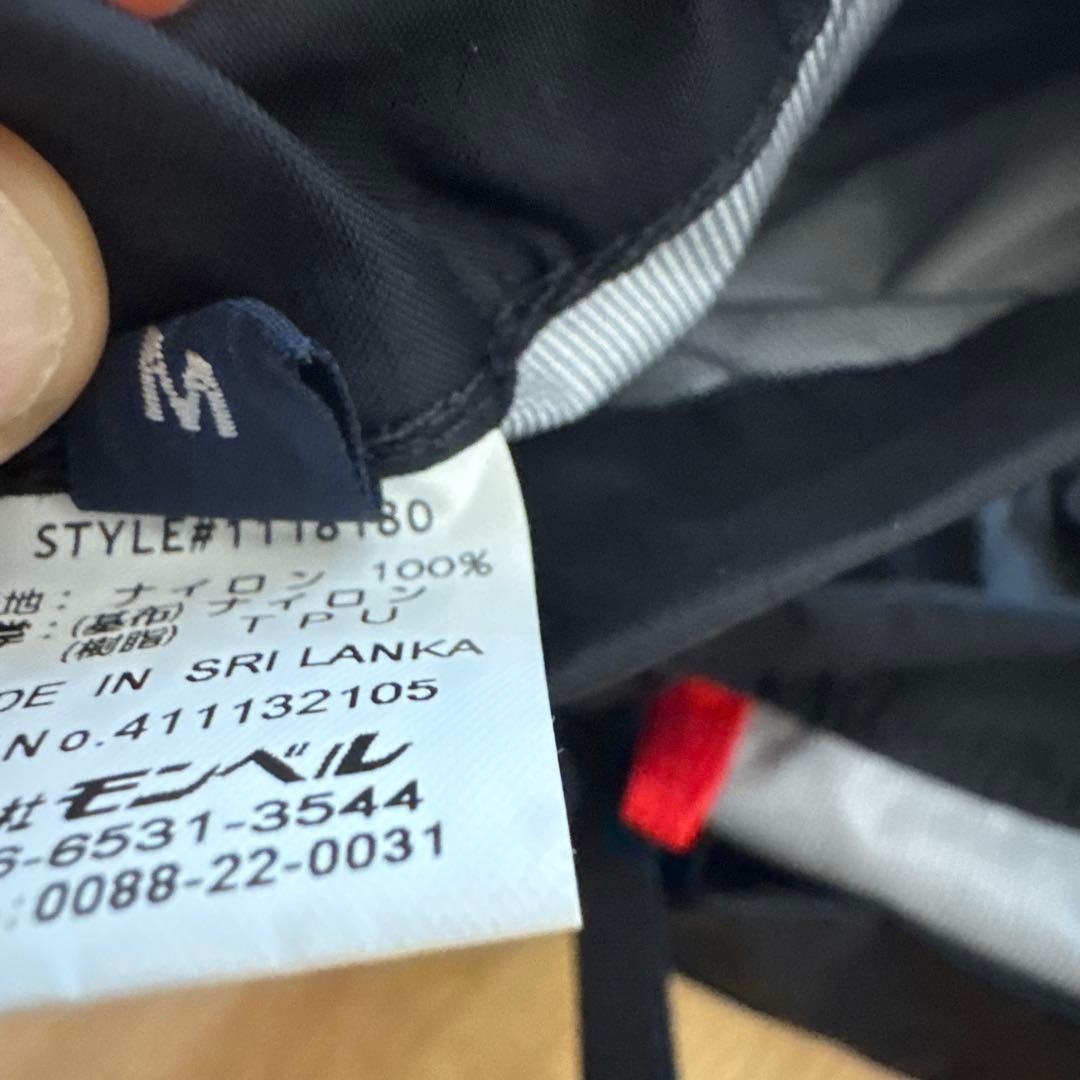 STYLE#
地: ナイロン 100%
(基布) ナイロン
(樹脂) TPU
DE IN SRI LANKA
No.411132105
社 モンベル
6-6531-3544
:0088-22-0031